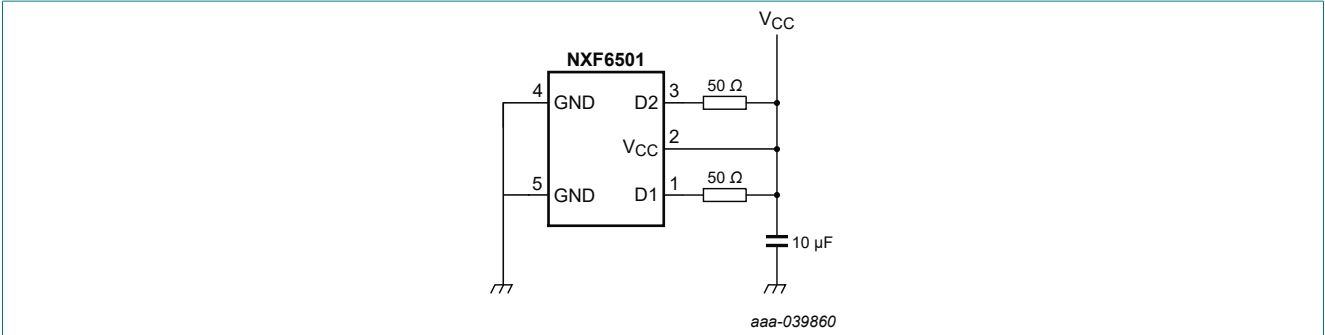 VCC
NXF6501
4 GND D2 3 50 Ω
VCC 2
5 GND D1 1 50 Ω
10 µF
aaa-039860